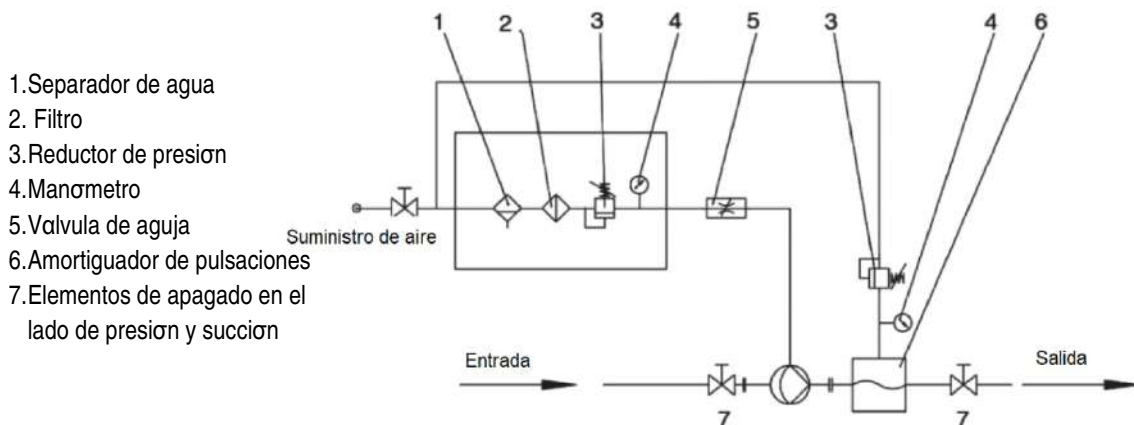 1 2 3 4 5 3 4 6
1.Separador de agua
2. Filtro
3.Reductor de presiσn
4.Manσmetro
5.Vαlvula de aguja
6.Amortiguador de pulsaciones
7.Elementos de apagado en el
lado de presiσn y succiσn
Suministro de aire
Entrada
Salida
7 7